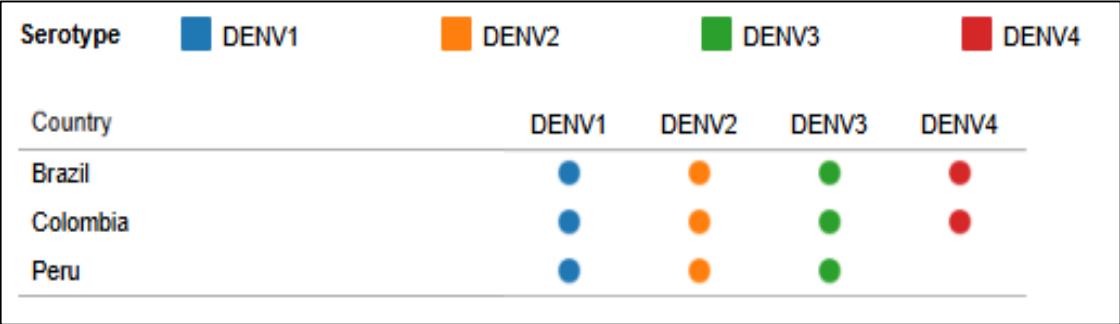 Serotype DENV1 DENV2 DENV3 DENV4
Country DENV1 DENV2 DENV3 DENV4
Brazil
Colombia
Peru